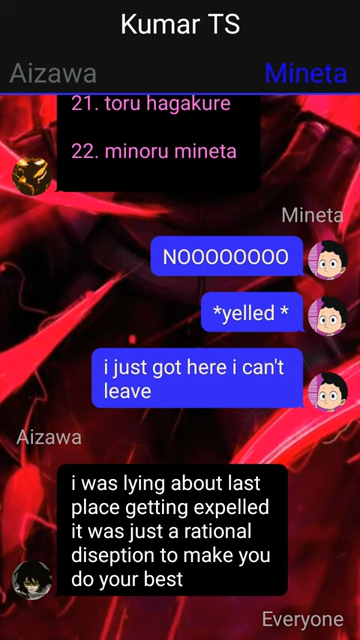 Kumar TS
Aizawa
Mineta
21. toru hagakure
22. minoru mineta
Mineta
NOOOOOOOO
*yelled *
i just got here i can't
leave
Aizawa
i was lying about last
place getting expelled
it was just a rational
diseption to make you
do your best
Everyone